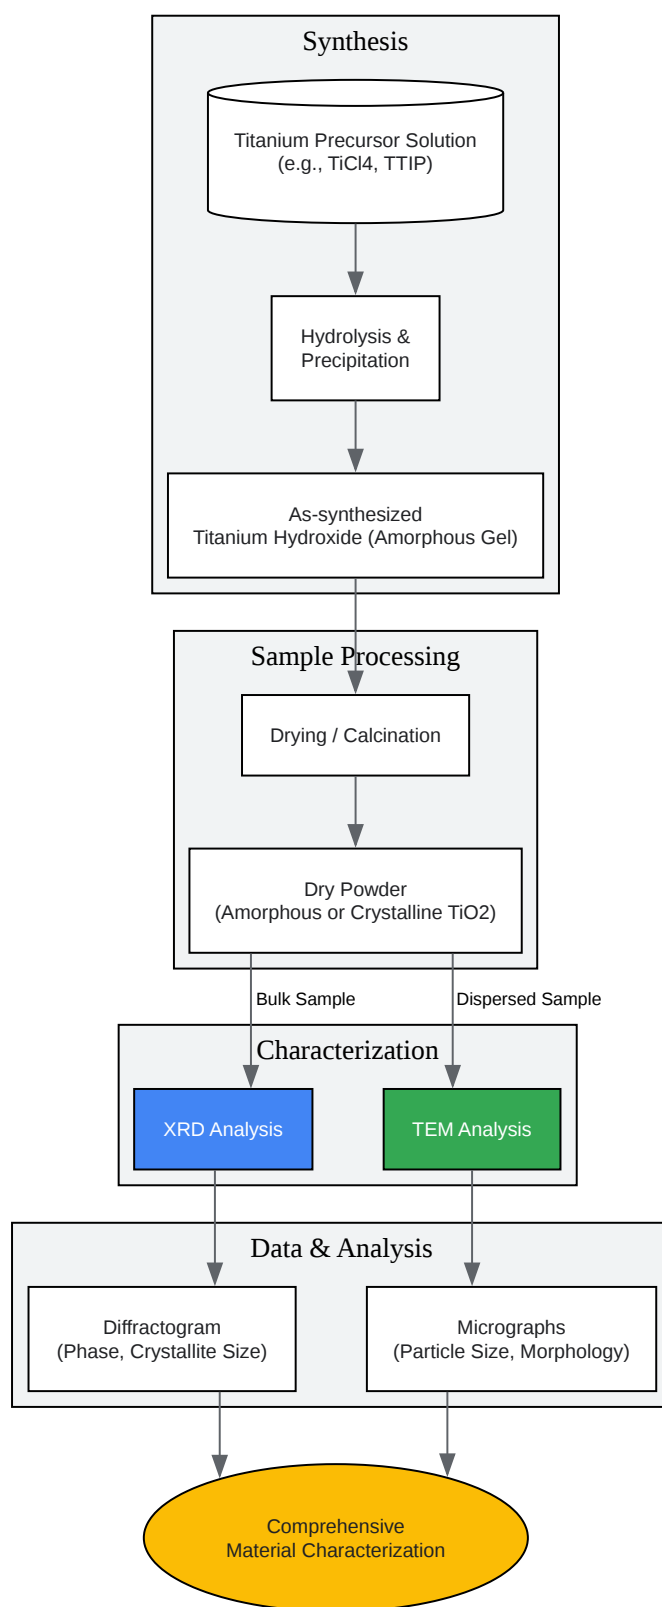 Synthesis
Titanium Precursor Solution
(e.g., TiCl4, TTIP)
Hydrolysis &
Precipitation
As-synthesized
Titanium Hydroxide (Amorphous Gel)
Sample Processing
Drying / Calcination
Dry Powder
(Amorphous or Crystalline TiO2)
Bulk Sample
Dispersed Sample
Characterization
XRD Analysis
TEM Analysis
Data & Analysis
Diffractogram
(Phase, Crystallite Size)
Micrographs
(Particle Size, Morphology)
Comprehensive
Material Characterization